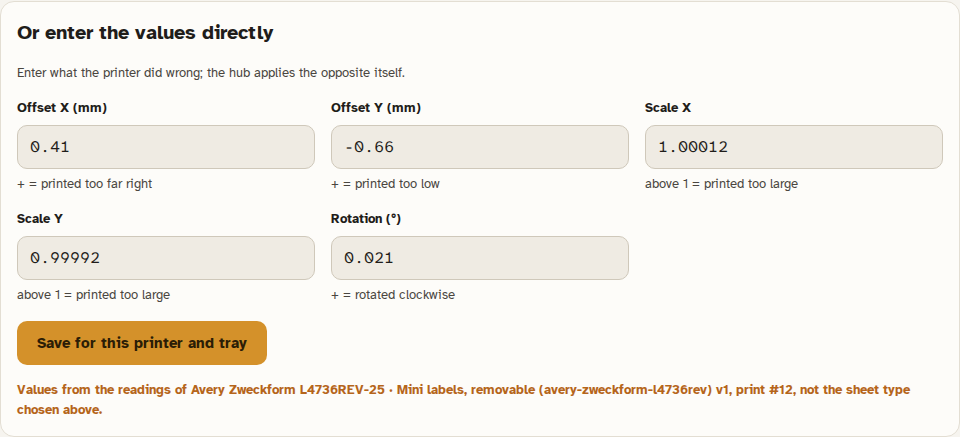 Or enter the values directly
Enter what the printer did wrong; the hub applies the opposite itself.
Offset X (mm)
0.41
+ = printed too far right
Offset Y (mm)
-0.66
+ = printed too low
Scale X
1.00012
above 1 = printed too large
Scale Y
0.99992
above 1 = printed too large
Rotation (°)
0.021
+ = rotated clockwise
Save for this printer and tray
Values from the readings of Avery Zweckform L4736REV-25 · Mini labels, removable (avery-zweckform-l4736rev) v1, print #12, not the sheet type
chosen above.